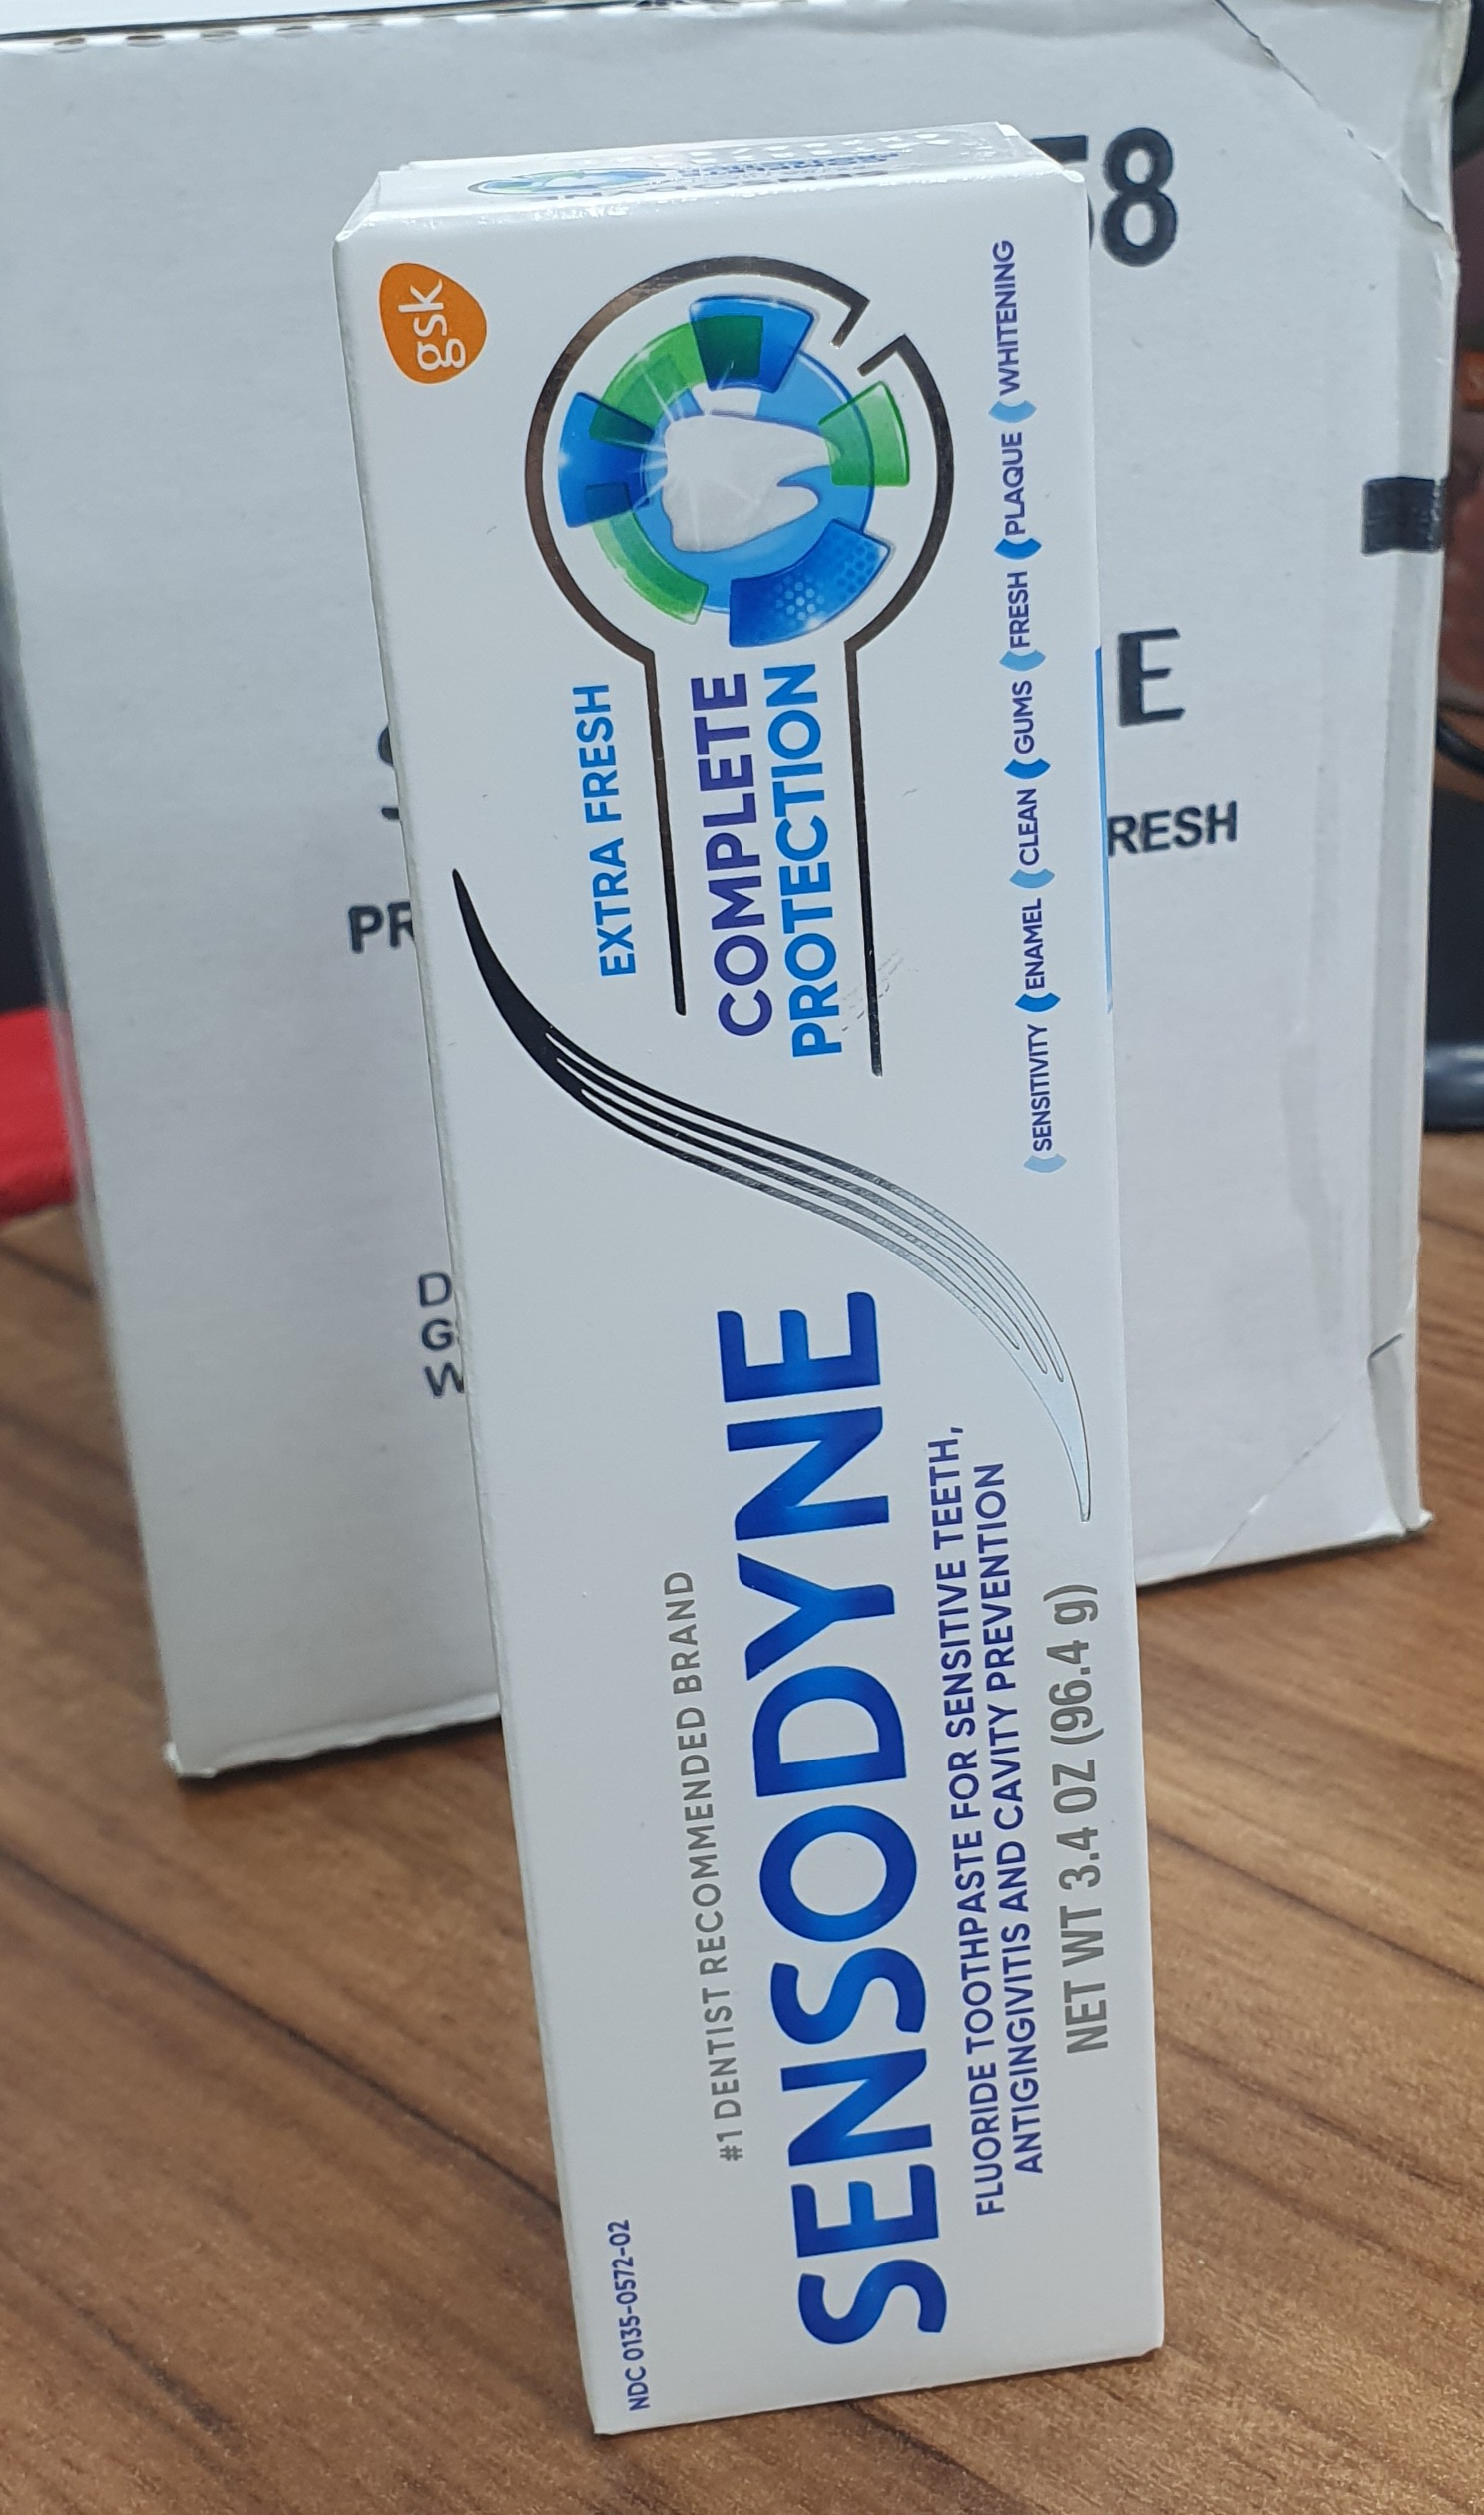 NDC 0135-0572-02
#1 DENTIST RECOMMENDED BRAND
SENSODYNE
FLUORIDE TOOTHPASTE FOR SENSITIVE TEETH,
ANTIGINGIVITIS AND CAVITY PREVENTION
NET WT 3.4 OZ (96.4 g)
gsk
EXTRA FRESH
COMPLETE
PROTECTION
SENSITIVITY ENAMEL CLEAN GUMS FRESH PLAQUE WHITENING
8
E
PR
RESH
D
G
W